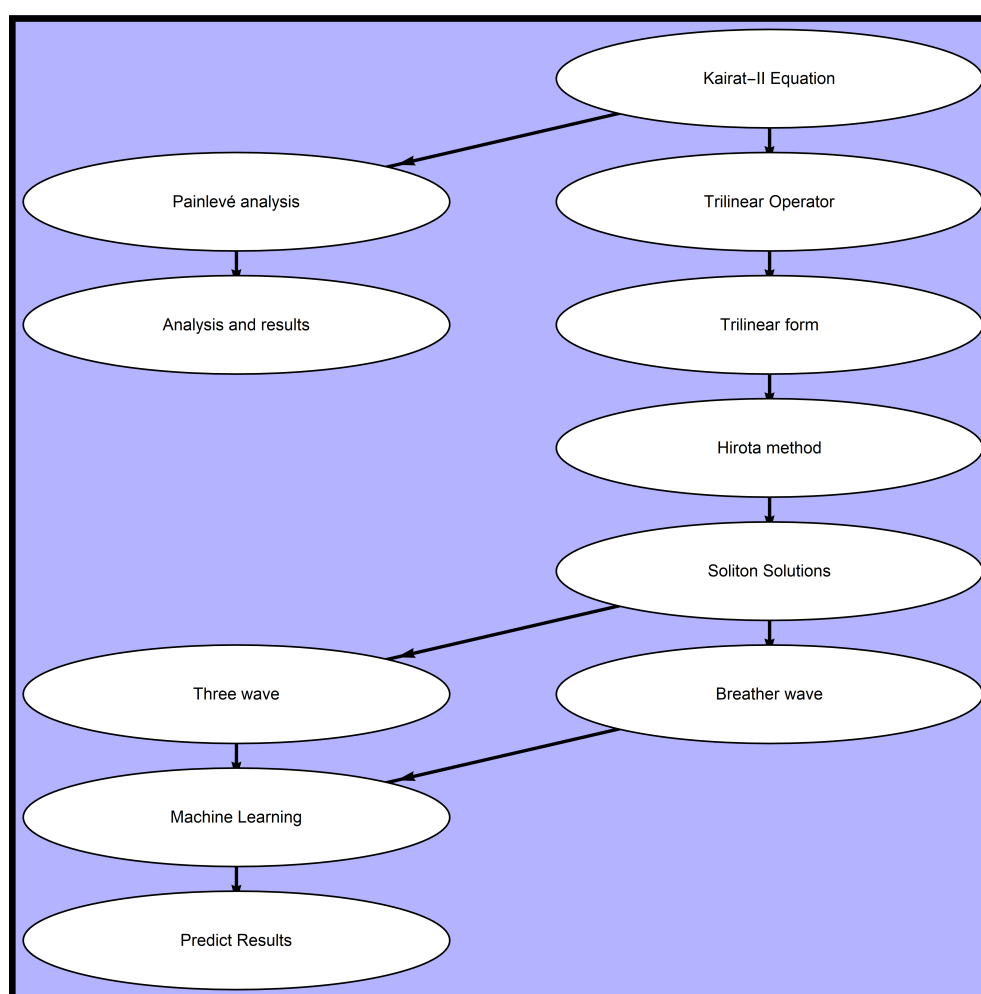 Kairat–II Equation
Painlevé analysis
Trilinear Operator
Analysis and results
Trilinear form
Hirota method
Soliton Solutions
Three wave
Breather wave
Machine Learning
Predict Results